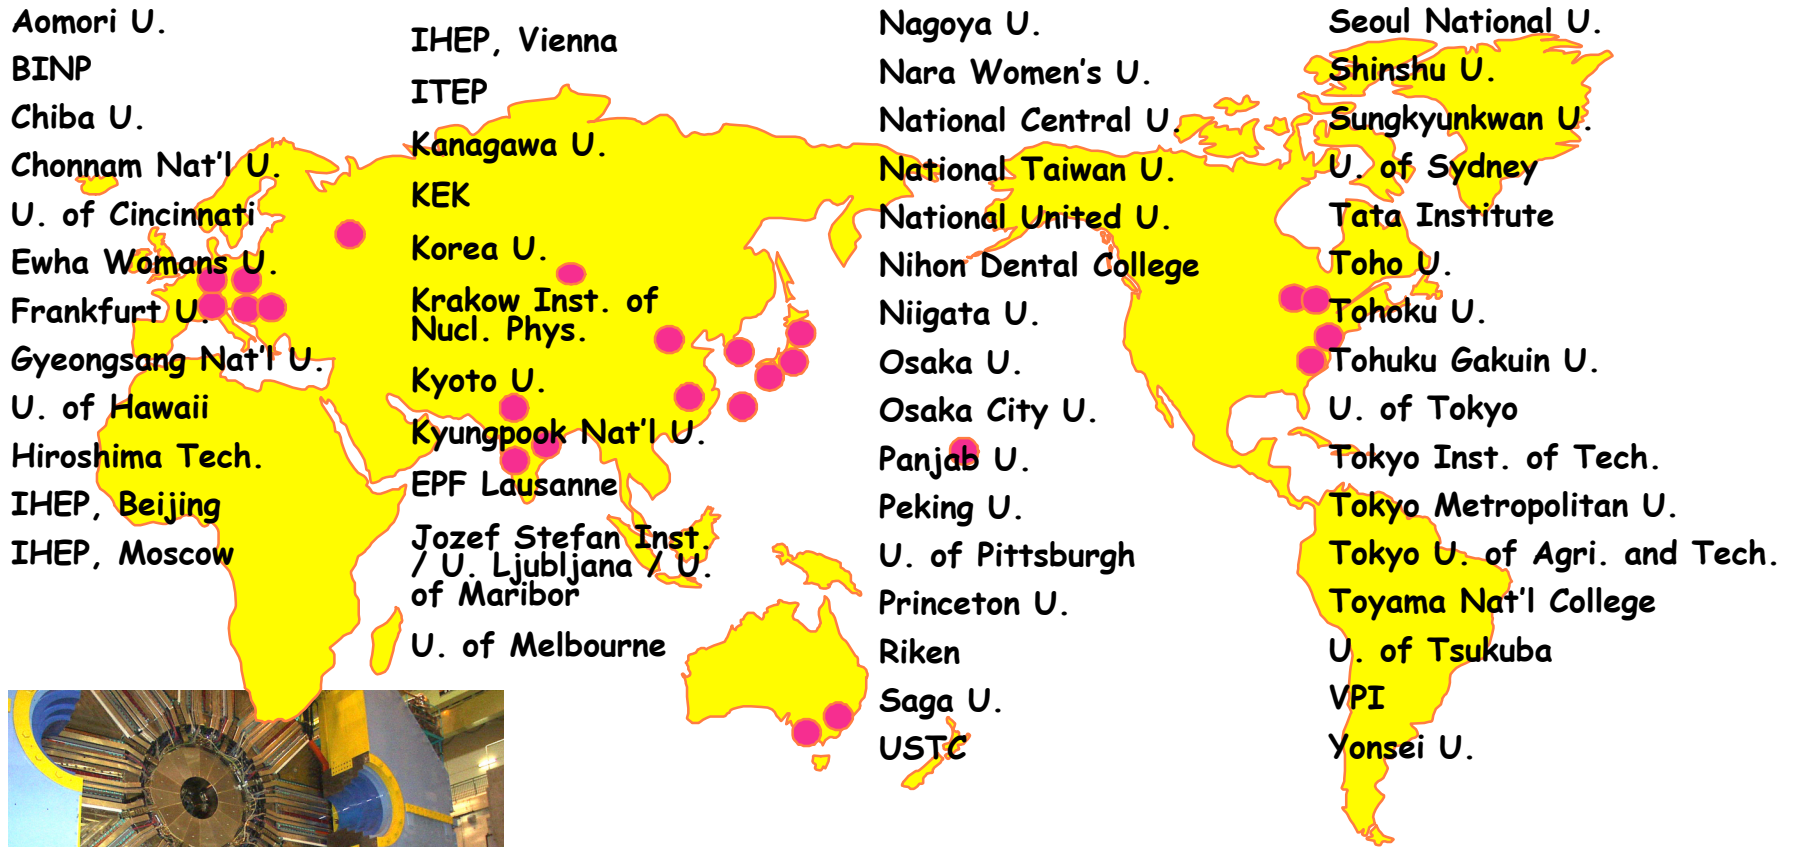 Aomori U.
BINP
Chiba U.
Chonnam Nat'l U.
U. of Cincinnati
Ewha Womans U.
Frankfurt U.
Gyeongsang Nat'l U.
U. of Hawaii
Hiroshima Tech.
IHEP, Beijing
IHEP, Moscow
IHEP, Vienna
ITEP
Kanagawa U.
KEK
Korea U.
Krakow Inst. of
Nucl. Phys.
Kyoto U.
Kyungpook Nat'l U.
EPF Lausanne
Jozef Stefan Inst.
/ U. Ljubljana / U.
of Maribor
U. of Melbourne
Nagoya U.
Nara Women's U.
National Central U.
National Taiwan U.
National United U.
Nihon Dental College
Niigata U.
Osaka U.
Osaka City U.
Panjab U.
Peking U.
U. of Pittsburgh
Princeton U.
Riken
Saga U.
USTC
Seoul National U.
Shinshu U.
Sungkyunkwan U.
U. of Sydney
Tata Institute
Toho U.
Tohoku U.
Tohuku Gakuin U.
U. of Tokyo
Tokyo Inst. of Tech.
Tokyo Metropolitan U.
Tokyo U. of Agri. and Tech.
Toyama Nat'l College
U. of Tsukuba
VPI
Yonsei U.